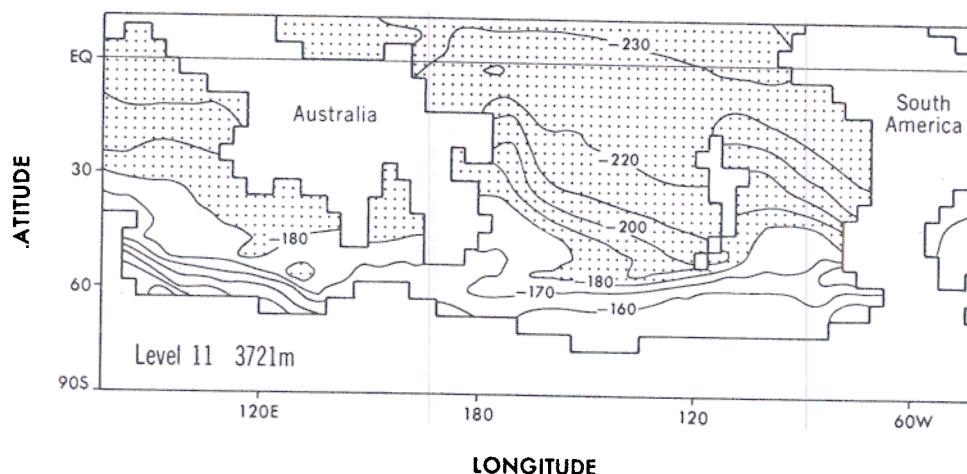 -230
EQ
Australia
South
America
30
-220
-200
-180
60
-180
-170
-160
Level 11 3721m
90S
120E 180 120 60W
.ATITUDE
LONGITUDE